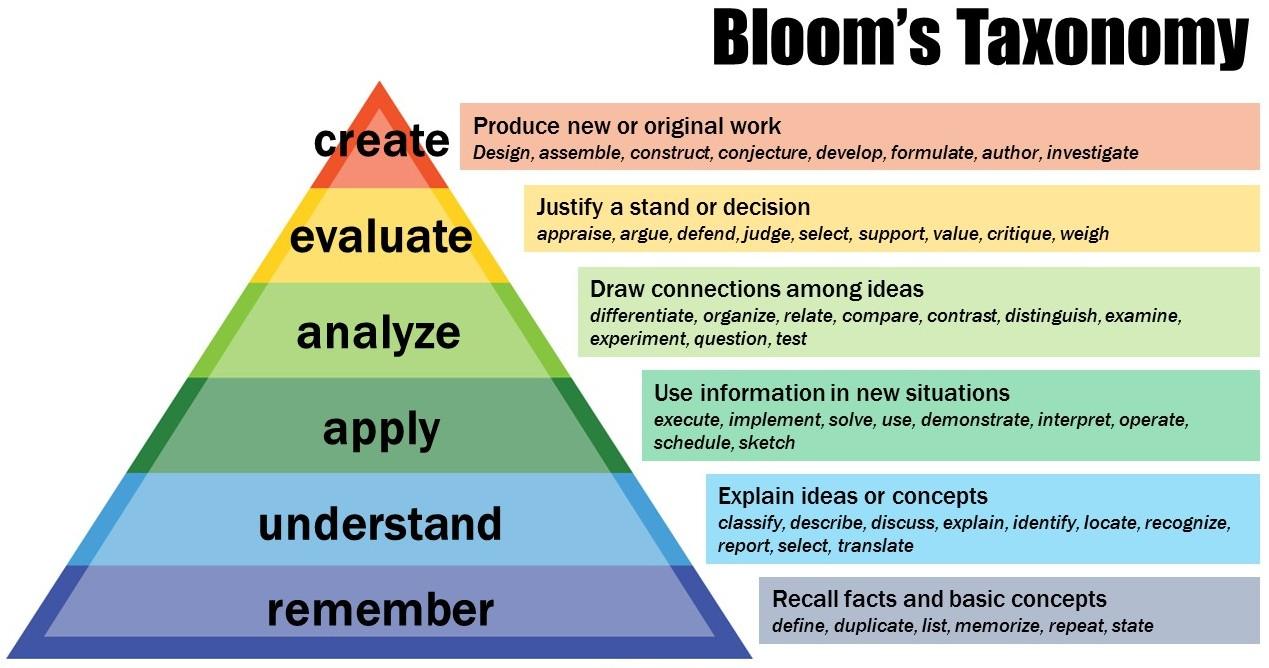 Bloom's Taxonomy
create
Produce new or original work
Design, assemble, construct, conjecture, develop, formulate, author, investigate
evaluate
Justify a stand or decision
appraise, argue, defend, judge, select, support, value, critique, weigh
analyze
Draw connections among ideas
differentiate, organize, relate, compare, contrast, distinguish, examine,
experiment, question, test
apply
Use information in new situations
execute, implement, solve, use, demonstrate, interpret, operate,
schedule, sketch
understand
Explain ideas or concepts
classify, describe, discuss, explain, identify, locate, recognize,
report, select, translate
remember
Recall facts and basic concepts
define, duplicate, list, memorize, repeat, state